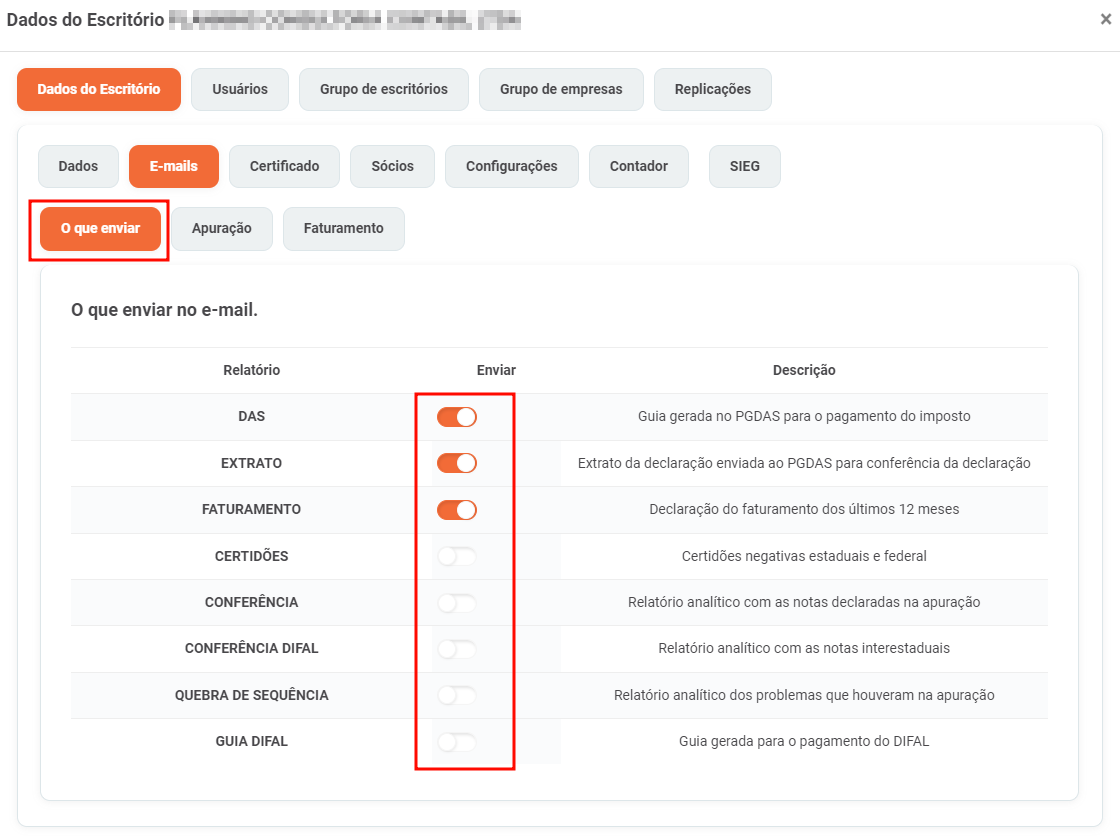 Dados do Escritório
×
Dados do Escritório Usuários Grupo de escritórios Grupo de empresas Replicações
Dados E-mails Certificado Sócios Configurações Contador SIEG
O que enviar Apuração Faturamento
O que enviar no e-mail.
Relatório Enviar Descrição
DAS Guia gerada no PGDAS para o pagamento do imposto
EXTRATO Extrato da declaração enviada ao PGDAS para conferência da declaração
FATURAMENTO Declaração do faturamento dos últimos 12 meses
CERTIDÕES Certidões negativas estaduais e federal
CONFERÊNCIA Relatório analítico com as notas declaradas na apuração
CONFERÊNCIA DIFAL Relatório analítico com as notas interestaduais
QUEBRA DE SEQUÊNCIA Relatório analítico dos problemas que houveram na apuração
GUIA DIFAL Guia gerada para o pagamento do DIFAL